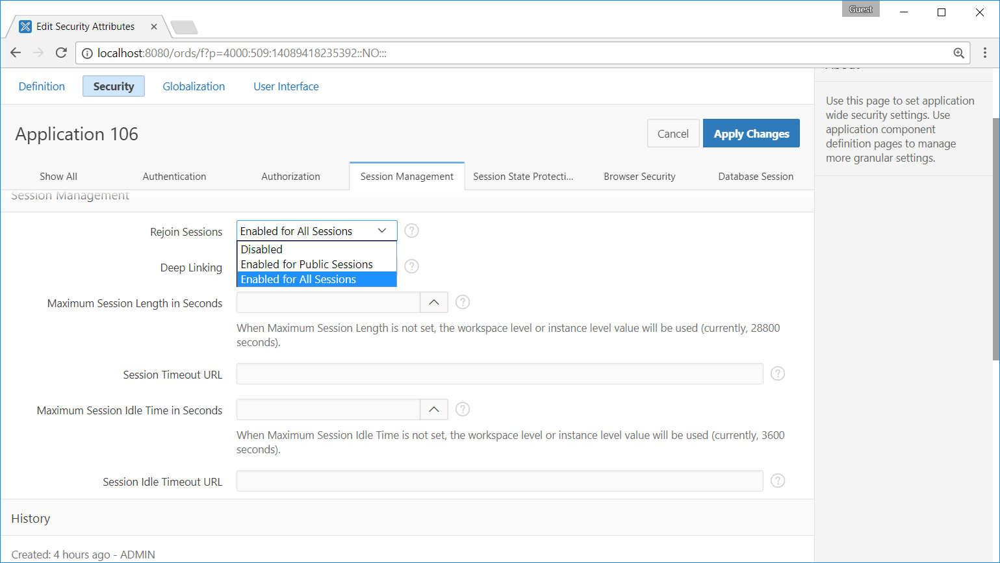 Guest
Edit Security Attributes
localhost:8080/ords/f?p=4000:509:14089418235392::NO:::
Definition
Security
Globalization
User Interface
Application 106
Cancel
Apply Changes
Show All
Authentication
Authorization
Session Management
Session State Protecti...
Browser Security
Database Session
Session Management
Rejoin Sessions
Enabled for All Sessions
Disabled
Enabled for Public Sessions
Enabled for All Sessions
Deep Linking
Maximum Session Length in Seconds
When Maximum Session Length is not set, the workspace level or instance level value will be used (currently, 28800
seconds).
Session Timeout URL
Maximum Session Idle Time in Seconds
When Maximum Session Idle Time is not set, the workspace level or instance level value will be used (currently, 3600
seconds).
Session Idle Timeout URL
History
Created: 4 hours ago - ADMIN
Use this page to set application
wide security settings. Use
application component
definition pages to manage
more granular settings.